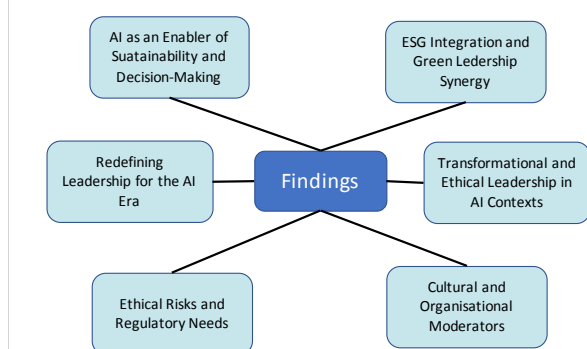 AI as an Enabler of
Suatainability and
Decision-Making
ESG Integration and
Green Ledership
Synergy
Redefining
Leadership for the AI
Era
Findings
Transformational and
Ethical Leadership in
AI Contexts
Ethical Risks and
Regulatory Needs
Cultural and
Organisational
Moderators